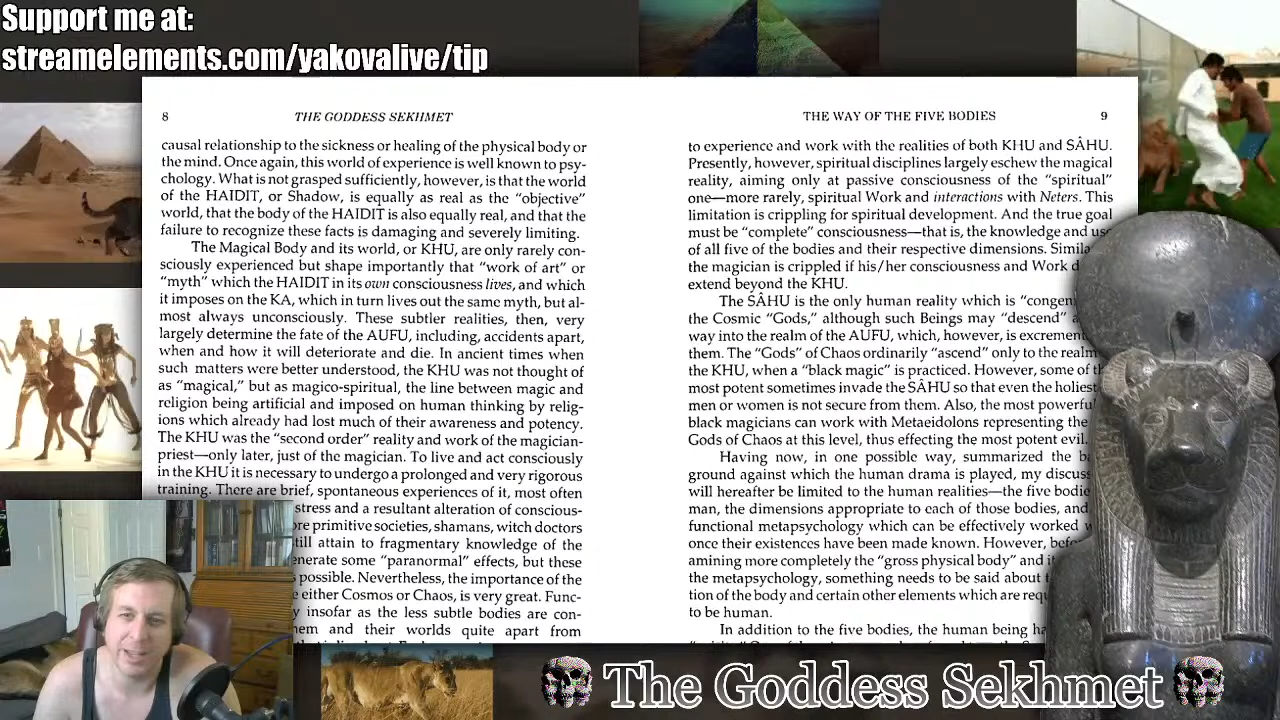 Support me at:
streamelements.com/yakovalive/tip
8 THE GODDESS SEKHMET
causal relationship to the sickness or healing of the physical body or
the mind. Once again, this world of experience is well known to psy-
chology. What is not grasped sufficiently, however, is that the world
of the HAIDIT, or Shadow, is equally as real as the "objective"
world, that the body of the HAIDIT is also equally real, and that the
failure to recognize these facts is damaging and severely limiting.
The Magical Body and its world, or KHU, are only rarely con-
sciously experienced but shape importantly that "work of art" or
"myth" which the HAIDIT in its own consciousness lives, and which
it imposes on the KA, which in turn lives out the same myth, but al-
most always unconsciously. These subtler realities, then, very
largely determine the fate of the AUFU, including, accidents apart,
when and how it will deteriorate and die. In ancient times when
such matters were better understood, the KHU was not thought of
as "magical," but as magico-spiritual, the line between magic and
religion being artificial and imposed on human thinking by relig-
ions which already had lost much of their awareness and potency.
The KHU was the "second order" reality and work of the magician-
priest—only later, just of the magician. To live and act consciously
in the KHU it is necessary to undergo a prolonged and very rigorous
training. There are brief, spontaneous experiences of it, most often
stress and a resultant alteration of conscious-
primitive societies, shamans, witch doctors
still attain to fragmentary knowledge of the
generate some "paranormal" effects, but these
possible. Nevertheless, the importance of the
either Cosmos or Chaos, is very great. Func-
insofar as the less subtle bodies are con-
and their worlds quite apart from
THE WAY OF THE FIVE BODIES 9
to experience and work with the realities of both KHU and SÂHU.
Presently, however, spiritual disciplines largely eschew the magical
reality, aiming only at passive consciousness of the "spiritual"
one—more rarely, spiritual Work and interactions with Neters. This
limitation is crippling for spiritual development. And the true goal
must be "complete" consciousness—that is, the knowledge and use
of all five of the bodies and their respective dimensions. Simila
the magician is crippled if his/her consciousness and Work d
extend beyond the KHU.
The SÂHU is the only human reality which is "congen
the Cosmic "Gods," although such Beings may "descend" a
way into the realm of the AUFU, which, however, is excrement
them. The "Gods" of Chaos ordinarily "ascend" only to the realm
the KHU, when a "black magic" is practiced. However, some of th
most potent sometimes invade the SÂHU so that even the holiest
men or women is not secure from them. Also, the most powerful
black magicians can work with Metaeidolons representing the
Gods of Chaos at this level, thus effecting the most potent evil.
Having now, in one possible way, summarized the ba
ground against which the human drama is played, my discuss
will hereafter be limited to the human realities—the five bodie
man, the dimensions appropriate to each of those bodies, and
functional metapsychology which can be effectively worked w
once their existences have been made known. However, befo
amining more completely the "gross physical body" and it
the metapsychology, something needs to be said about t
tion of the body and certain other elements which are requ
to be human.
In addition to the five bodies, the human being ha
The Goddess Sekhmet